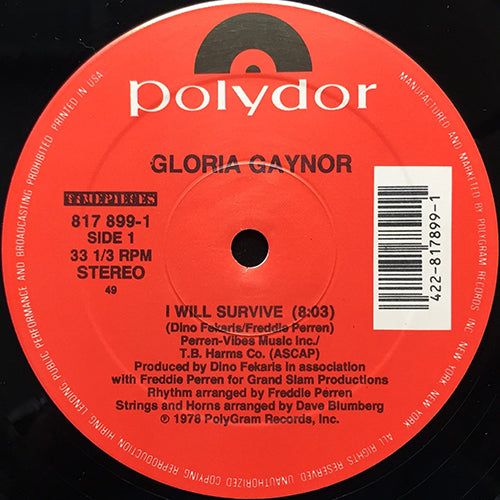 polydor
GLORIA GAYNOR
TIMEPIECES
817 899-1
SIDE 1
33 1/3 RPM
STEREO
49
422-817899-1
I WILL SURVIVE (8:03)
(Dino Fekaris/Freddie Perren)
Perren-Vibes Music Inc./
T.B. Harms Co. (ASCAP)
Produced by Dino Fekaris in association
with Freddie Perren for Grand Slam Productions
Rhythm arranged by Freddie Perren
Strings and Horns arranged by Dave Blumberg
℗ 1978 PolyGram Records, Inc.
MANUFACTURED AND MARKETED BY POLYGRAM RECORDS INC. NEW YORK, NEW YORK. ALL RIGHTS RESERVED. UNAUTHORIZED COPYING, REPRODUCTION, HIRING, LENDING, PUBLIC PERFORMANCE AND BROADCASTING PROHIBITED. PRINTED IN USA